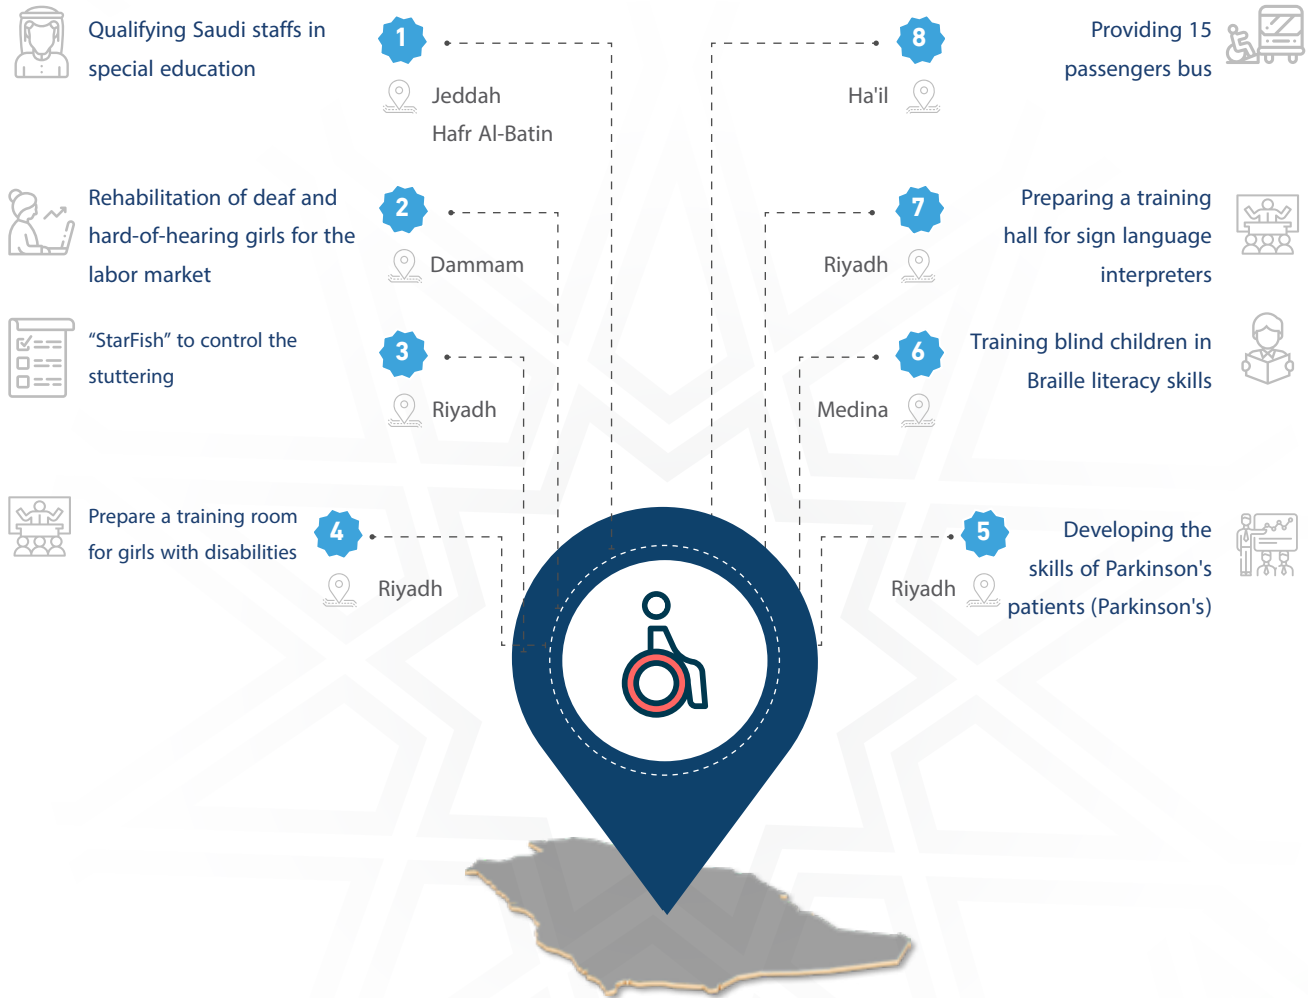 Qualifying Saudi staffs in
special education
1
Jeddah
Hafr Al-Batin
Rehabilitation of deaf and
hard-of-hearing girls for the
labor market
2
Dammam
“StarFish” to control the
stuttering
3
Riyadh
Prepare a training room
for girls with disabilities
4
Riyadh
8
Providing 15
passengers bus
Ha'il
7
Preparing a training
hall for sign language
interpreters
Riyadh
6
Training blind children in
Braille literacy skills
Medina
5
Developing the
skills of Parkinson's
patients (Parkinson's)
Riyadh